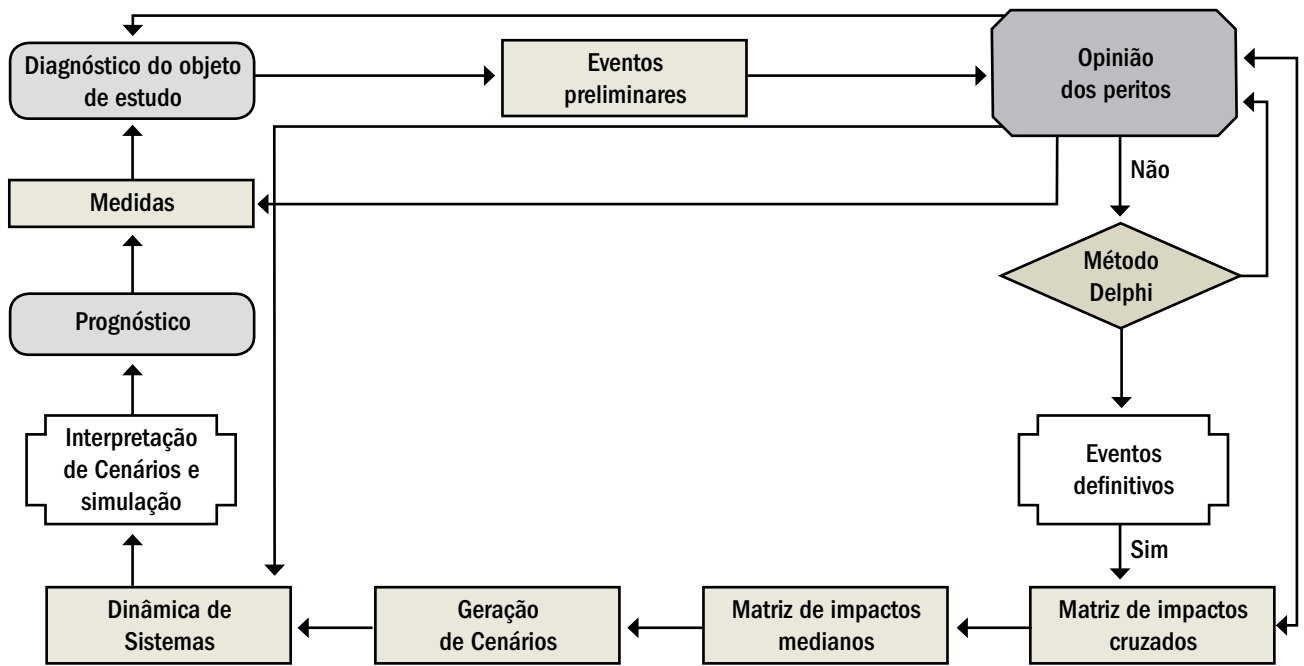 Diagnóstico do objeto
de estudo
Eventos
preliminares
Opinião
dos peritos
Não
Medidas
Método
Delphi
Prognóstico
Interpretação
de Cenários e
simulação
Eventos
definitivos
Sim
Dinâmica de
Sistemas
Geração
de Cenários
Matriz de impactos
medianos
Matriz de impactos
cruzados